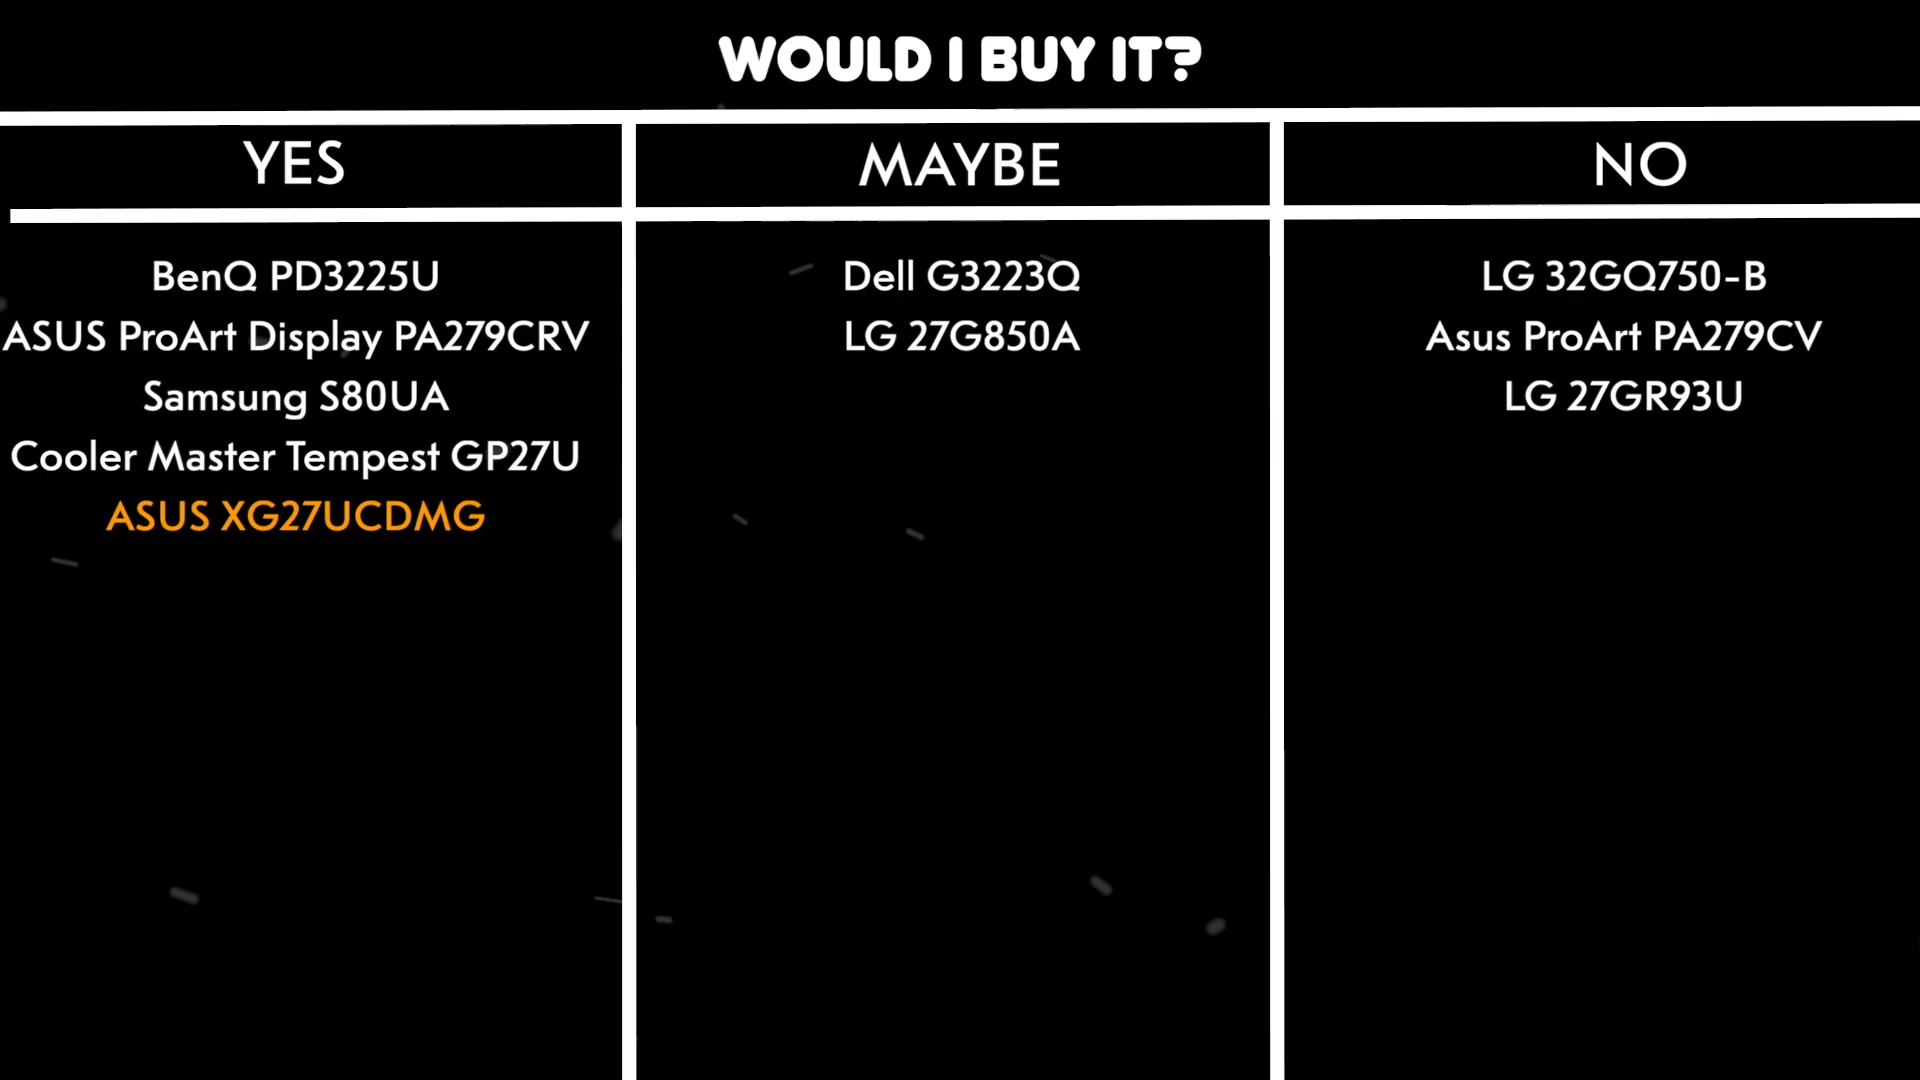 WOULD I BUY IT?
YES
MAYBE
NO
BenQ PD3225U
ASUS ProArt Display PA279CRV
Samsung S80UA
Cooler Master Tempest GP27U
ASUS XG27UCDMG
Dell G3223Q
LG 27G850A
LG 32GQ750-B
Asus ProArt PA279CV
LG 27GR93U